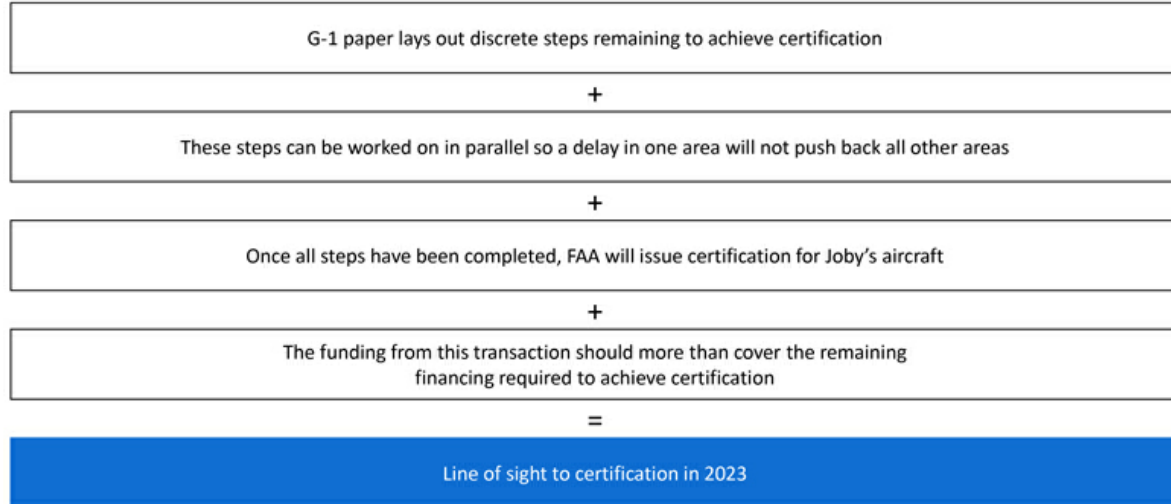 G-1 paper lays out discrete steps remaining to achieve certification
+
These steps can be worked on in parallel so a delay in one area will not push back all other areas
+
Once all steps have been completed, FAA will issue certification for Joby's aircraft
+
The funding from this transaction should more than cover the remaining
financing required to achieve certification
=
Line of sight to certification in 2023